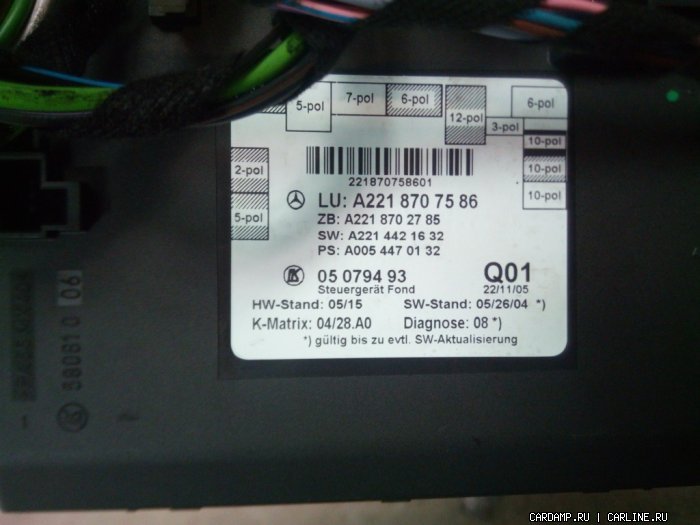 5-pol
7-pol
6-pol
12-pol
6-pol
3-pol
10-pol
10-pol
10-pol
2-pol
5-pol
221870758601
LU: A221 870 75 86
ZB: A221 870 27 85
SW: A221 442 16 32
PS: A005 447 01 32
05 0794 93
Q01
Steuergerät Fond
22/11/05
HW-Stand: 05/15 SW-Stand: 05/26/04 *)
K-Matrix: 04/28.A0 Diagnose: 08 *)
*) gültig bis zu evtl. SW-Aktualisierung
06
CARDAMP.RU | CARLINE.RU